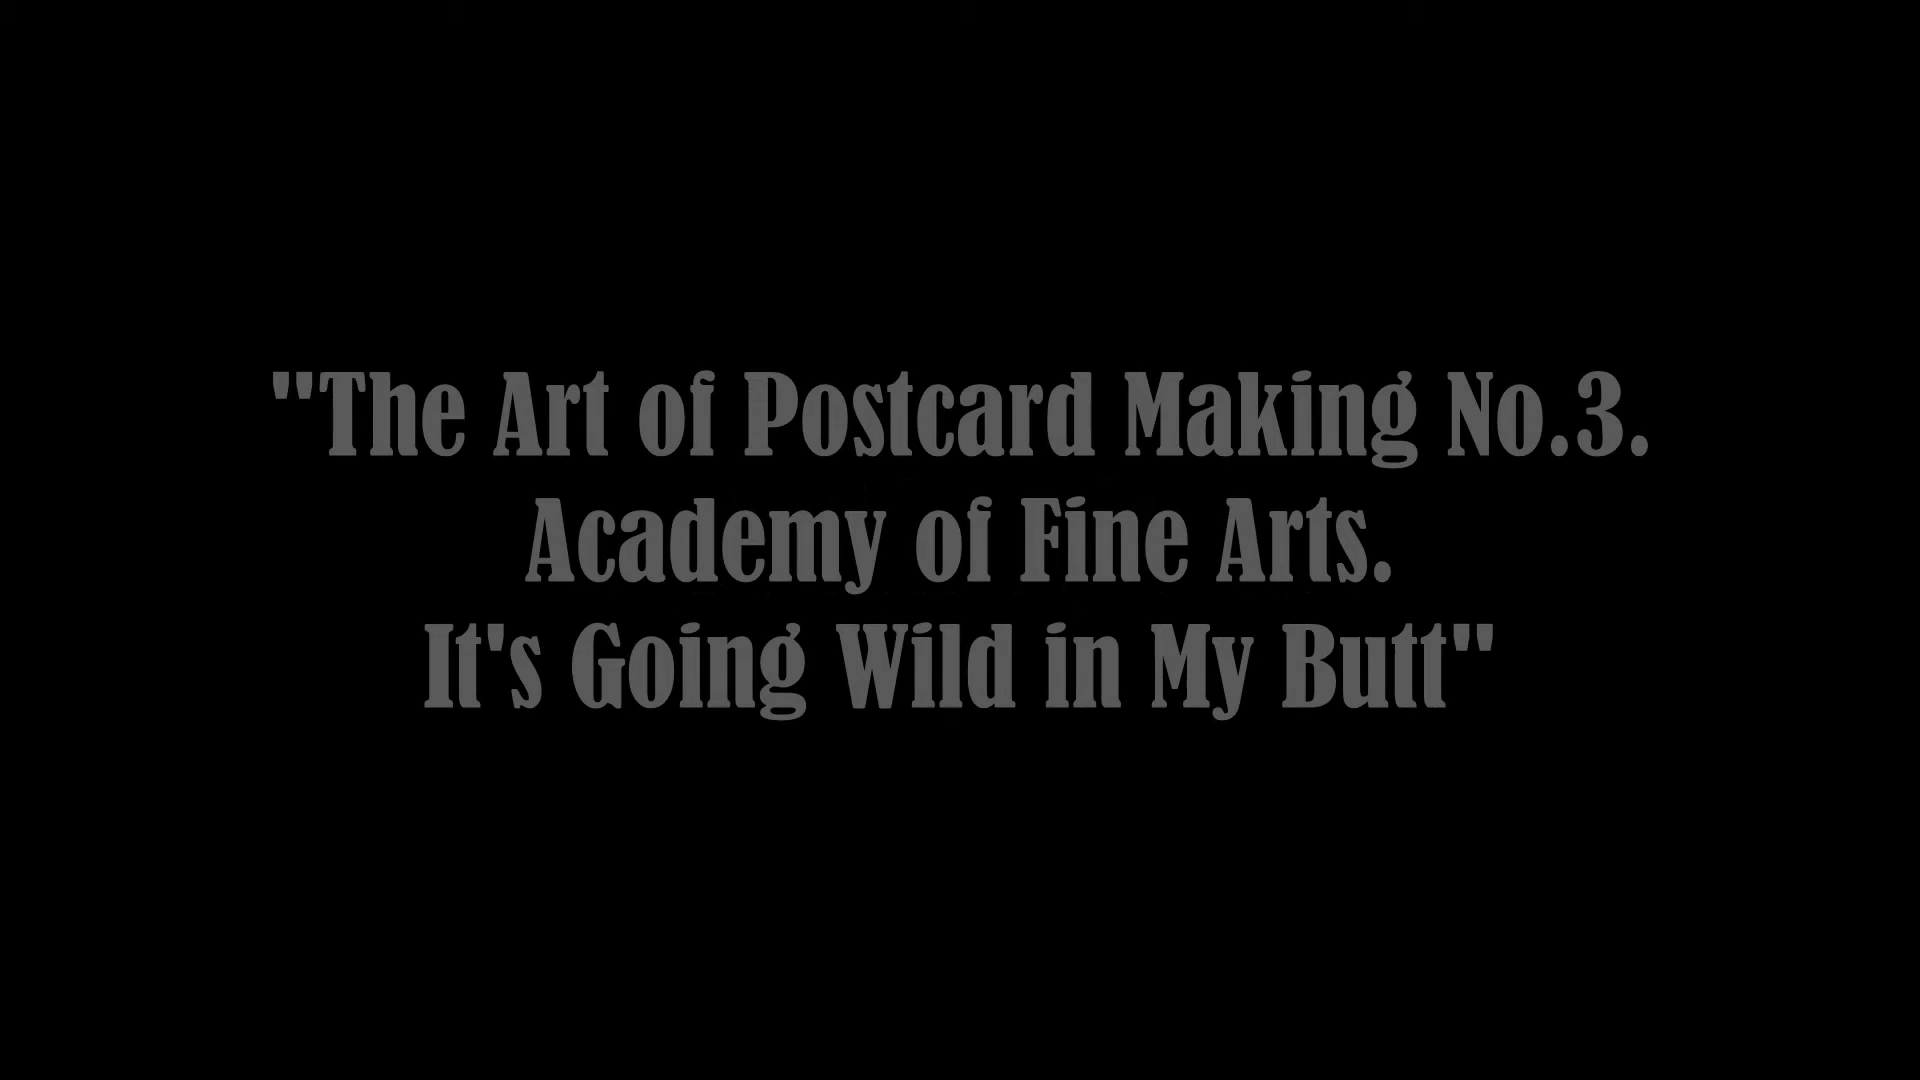 "The Art of Postcard Making No.3.
Academy of Fine Arts.
It's Going Wild in My Butt"